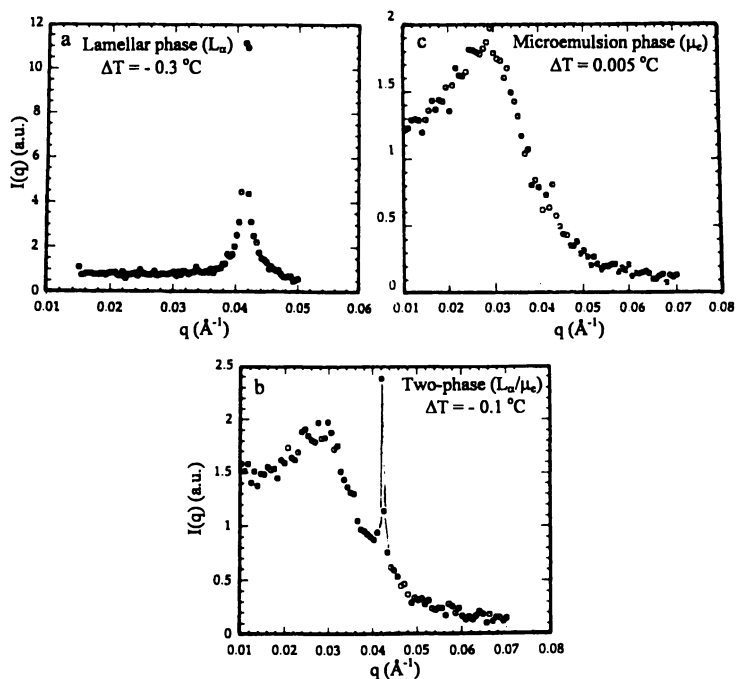 a
Lamellar phase (Lα)
ΔT = - 0.3 °C
I(q) (a.u.)
12
10
8
6
4
2
0
0.01 0.02 0.03 0.04 0.05 0.06
q (Å⁻¹)
c
Microemulsion phase (μe)
ΔT = 0.005 °C
2
1.5
1
0.5
0
0.01 0.02 0.03 0.04 0.05 0.06 0.07 0.08
q (Å⁻¹)
b
Two-phase (Lα/μe)
ΔT = - 0.1 °C
I(q) (a.u.)
2.5
2
1.5
1
0.5
0
0.01 0.02 0.03 0.04 0.05 0.06 0.07 0.08
q (Å⁻¹)